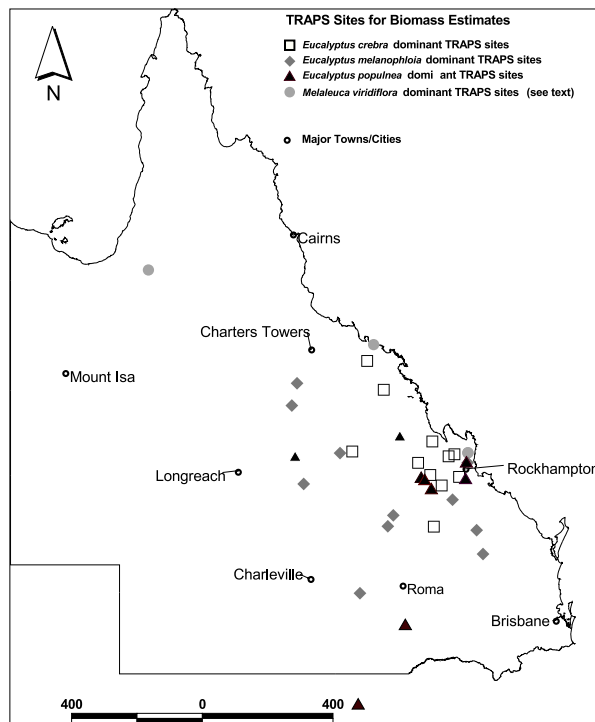 TRAPS Sites for Biomass Estimates
Eucalyptus crebra dominant TRAPS sites
Eucalyptus melanophloia dominant TRAPS sites
Eucalyptus populnea domi ant TRAPS sites
Melaleuca viridiflora dominant TRAPS sites (see text)
Major Towns/Cities
N
Cairns
Charters Towers
Mount Isa
Longreach
Rockhampton
Charleville
Roma
Brisbane
400 0 400